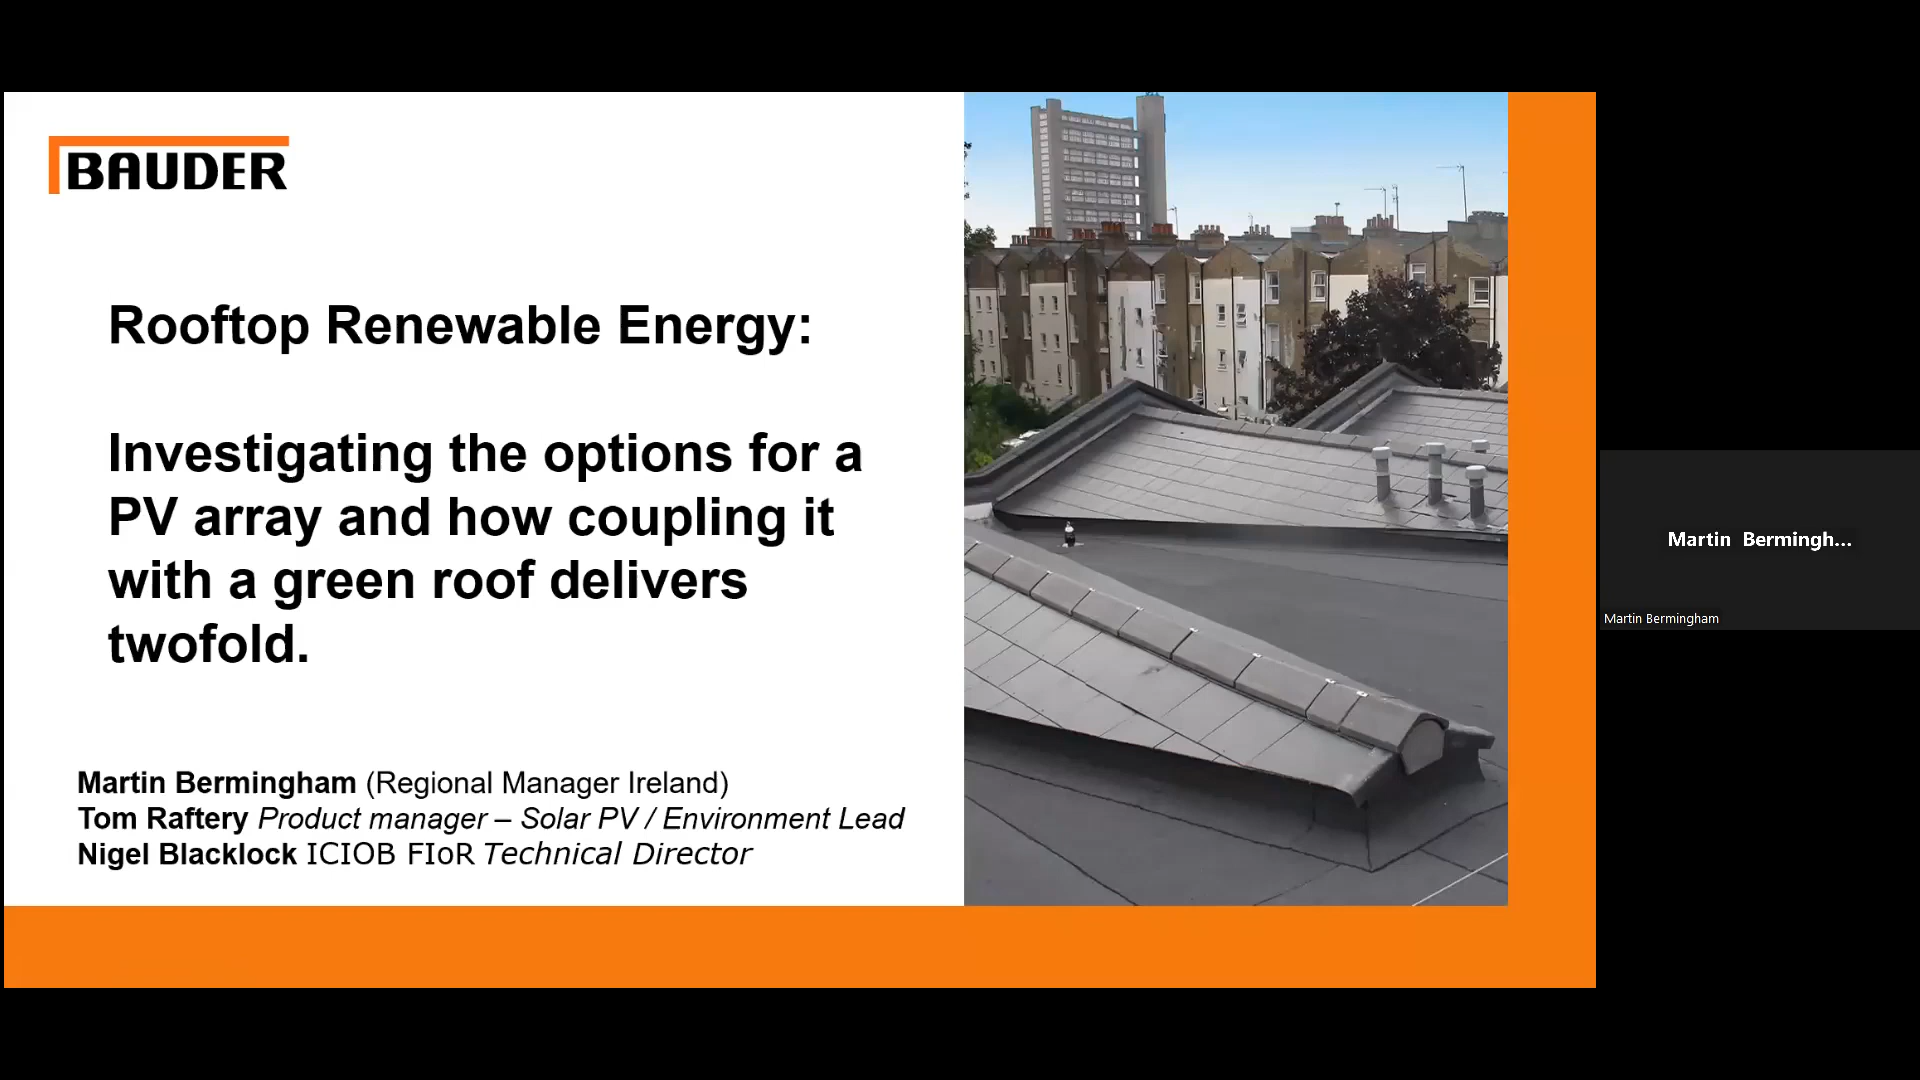 BAUDER
Rooftop Renewable Energy:
Investigating the options for a
PV array and how coupling it
with a green roof delivers
twofold.
Martin Bermingham (Regional Manager Ireland)
Tom Raftery Product manager – Solar PV / Environment Lead
Nigel Blacklock ICIOB FIoR Technical Director
Martin Bermingh...
Martin Bermingham